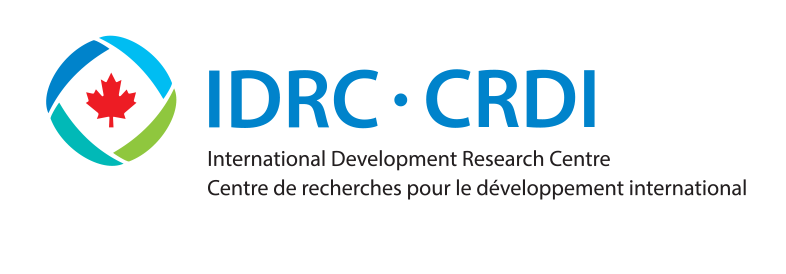 IDRC · CRDI
International Development Research Centre
Centre de recherches pour le développement international